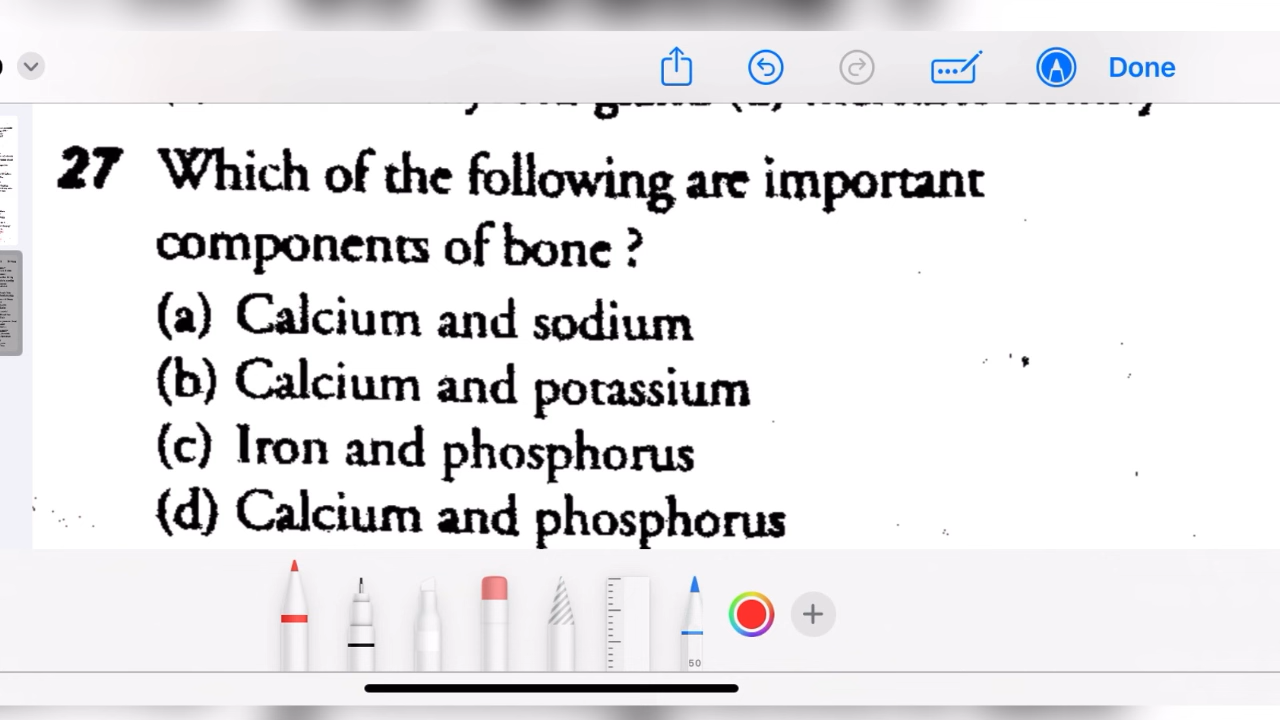 Done
27 Which of the following are important
components of bone ?
(a) Calcium and sodium
(b) Calcium and potassium
(c) Iron and phosphorus
(d) Calcium and phosphorus
50